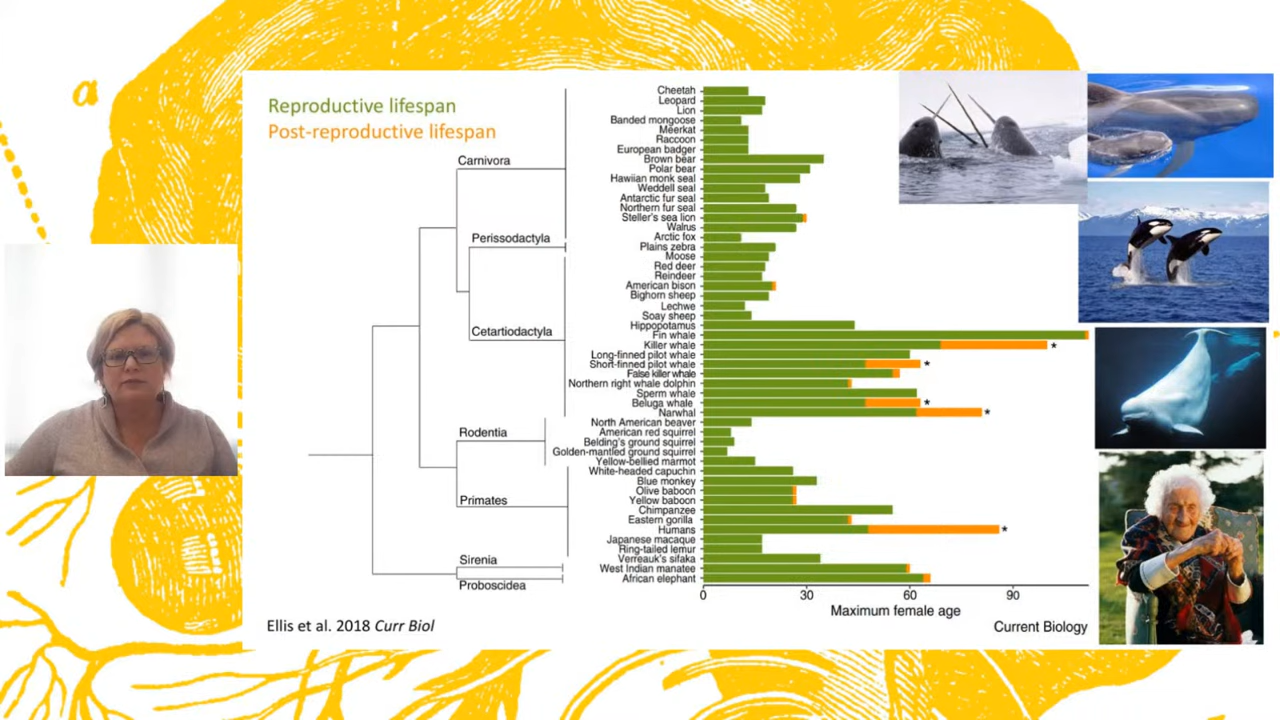 a
Reproductive lifespan
Post-reproductive lifespan
Carnivora
Perissodactyla
Cetartiodactyla
Rodentia
Primates
Sirenia
Proboscidea
Cheetah
Leopard
Lion
Banded mongoose
Meerkat
Raccoon
European badger
Brown bear
Polar bear
Hawiian monk seal
Weddell seal
Antarctic fur seal
Northern fur seal
Steller's sea lion
Walrus
Arctic fox
Plains zebra
Moose
Red deer
Reindeer
American bison
Bighorn sheep
Lechwe
Soay sheep
Hippopotamus
Fin whale
Killer whale *
Long-finned pilot whale
Short-finned pilot whale *
False killer whale
Northern right whale dolphin
Sperm whale
Beluga whale *
Narwhal *
North American beaver
American red squirrel
Belding's ground squirrel
Golden-mantled ground squirrel
Yellow-bellied marmot
White-headed capuchin
Blue monkey
Olive baboon
Yellow baboon
Chimpanzee
Eastern gorilla
Humans *
Japanese macaque
Ring-tailed lemur
Verreauk's sifaka
West Indian manatee
African elephant
0 30 60 90
Maximum female age
Ellis et al. 2018 Curr Biol
Current Biology